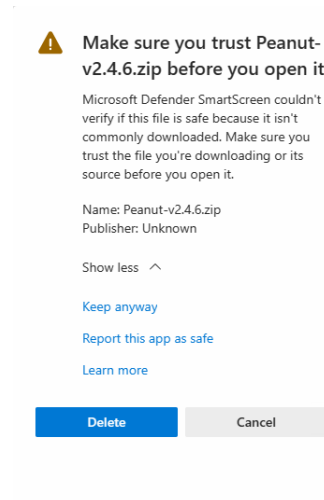 Make sure you trust Peanut-
v2.4.6.zip before you open it
Microsoft Defender SmartScreen couldn't
verify if this file is safe because it isn't
commonly downloaded. Make sure you
trust the file you're downloading or its
source before you open it.
Name: Peanut-v2.4.6.zip
Publisher: Unknown
Show less
Keep anyway
Report this app as safe
Learn more
Delete
Cancel